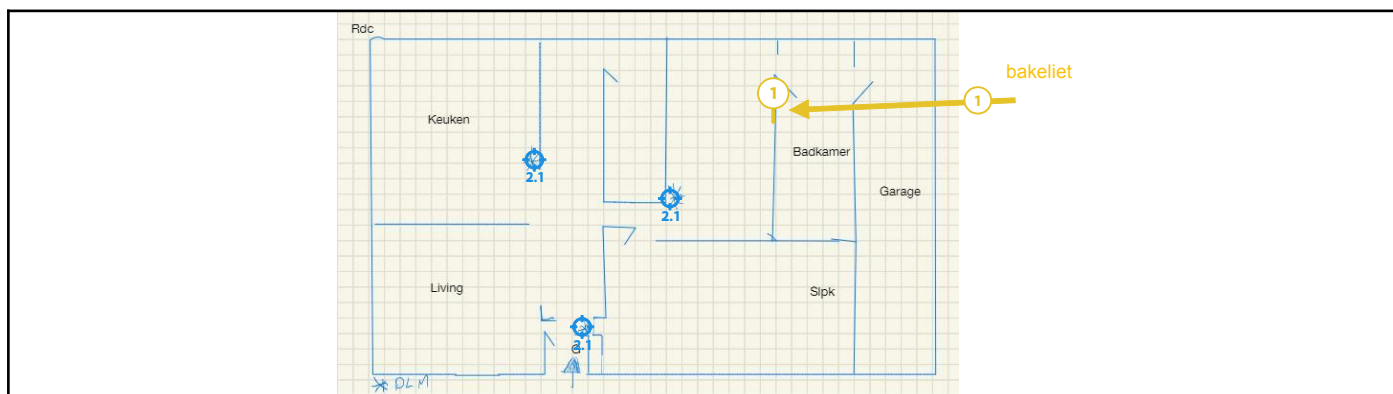 Rdc
bakeliet
1
1
Keuken
Badkamer
2.1
Garage
2.1
Living
Slpk
2.1
G
DLM